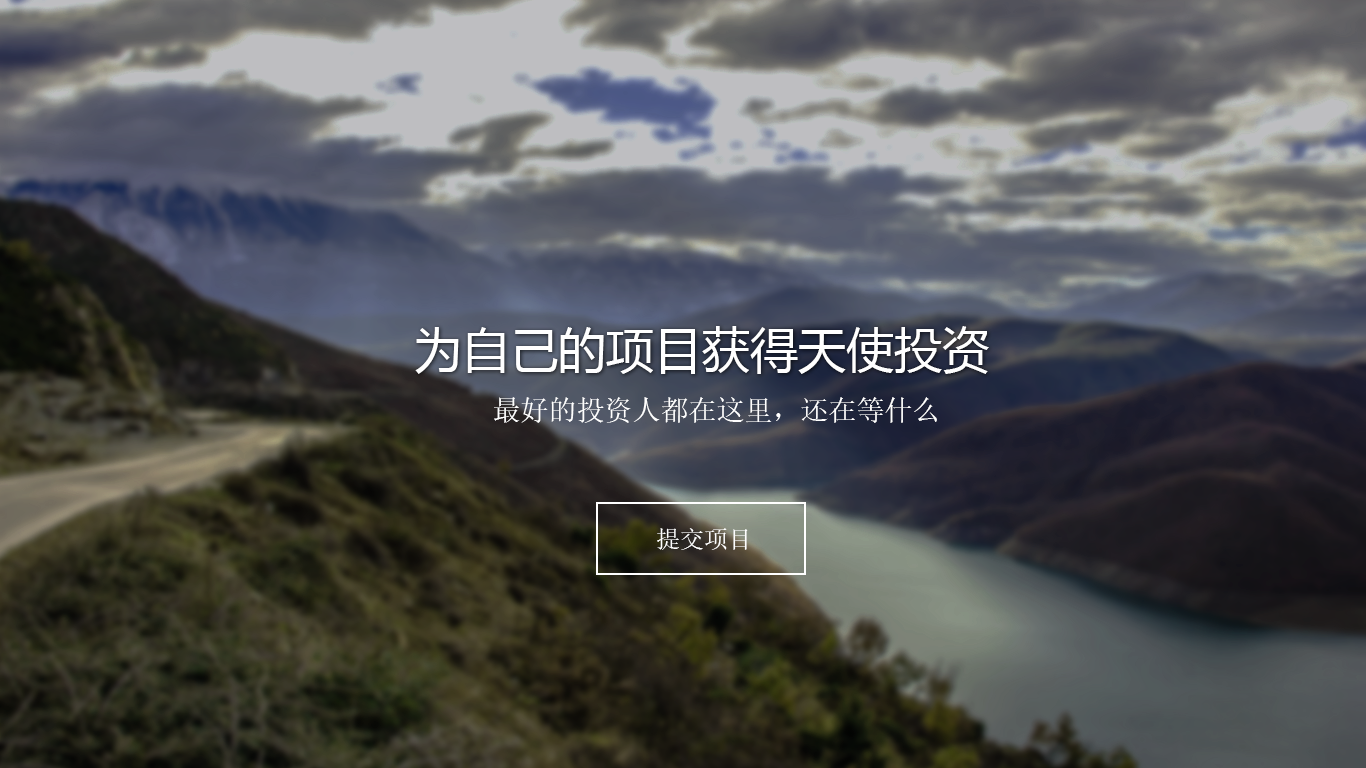 为自己的项目获得天使投资
最好的投资人都在这里，还在等什么
提交项目